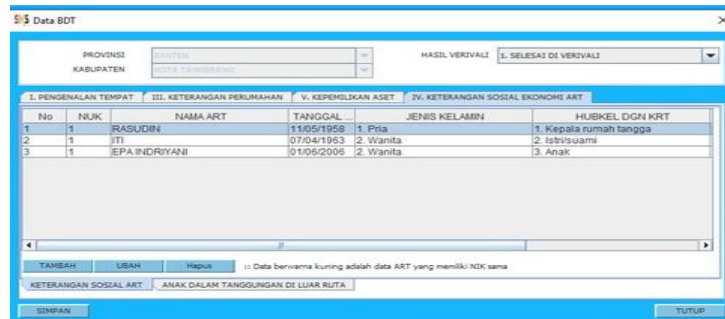 Data BDT
PROVINSI BANTEN HASIL VERIVALI 1. SELESAI DI VERIVALI
KABUPATEN KOTA TANGERANG
I. PENGENALAN TEMPAT III. KETERANGAN PERUMAHAN V. KEPEMILIKAN ASET IV. KETERANGAN SOSIAL EKONOMI ART
No NUK NAMA ART TANGGAL ... JENIS KELAMIN HUBKEL DGN KRT
1 1 RASUDIN 11/05/1958 1. Pria 1. Kepala rumah tangga
2 1 ITI 07/04/1963 2. Wanita 2. Istri/suami
3 1 EPA INDRIYANI 01/06/2006 2. Wanita 3. Anak
TAMBAH UBAH Hapus :: Data berwarna kuning adalah data ART yang memiliki NIK sama
KETERANGAN SOSIAL ART ANAK DALAM TANGGUNGAN DI LUAR RUTA
SIMPAN TUTUP